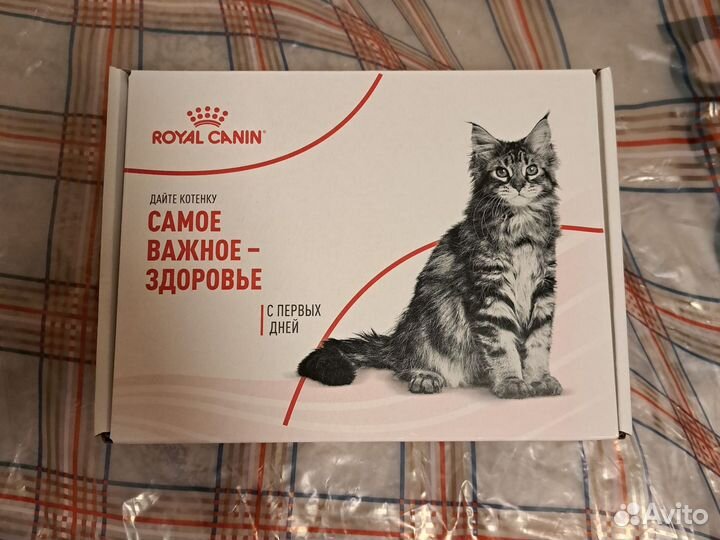 ROYAL CANIN®
ДАЙТЕ КОТЕНКУ
САМОЕ
ВАЖНОЕ –
ЗДОРОВЬЕ
С ПЕРВЫХ
ДНЕЙ
Avito